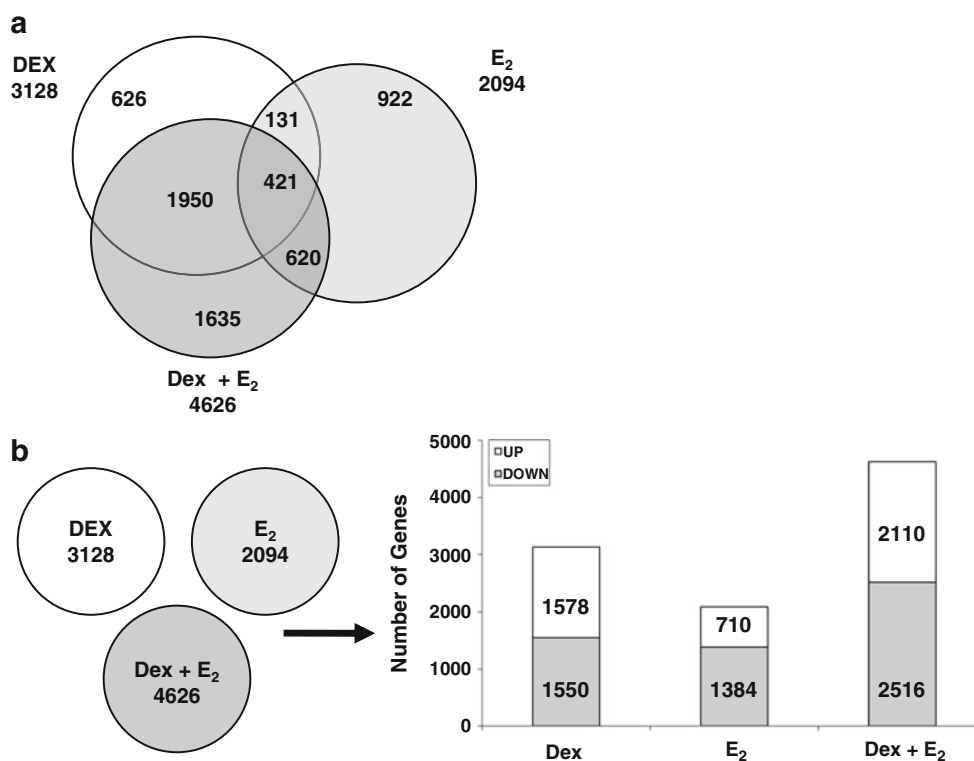 a
DEX
3128
626
131
922
E₂
2094
421
1950
620
1635
Dex + E₂
4626
b
DEX
3128
E₂
2094
Dex + E₂
4626
Number of Genes
5000
4000
3000
2000
1000
0
UP
DOWN
1578
1550
710
1384
2110
2516
Dex
E₂
Dex + E₂